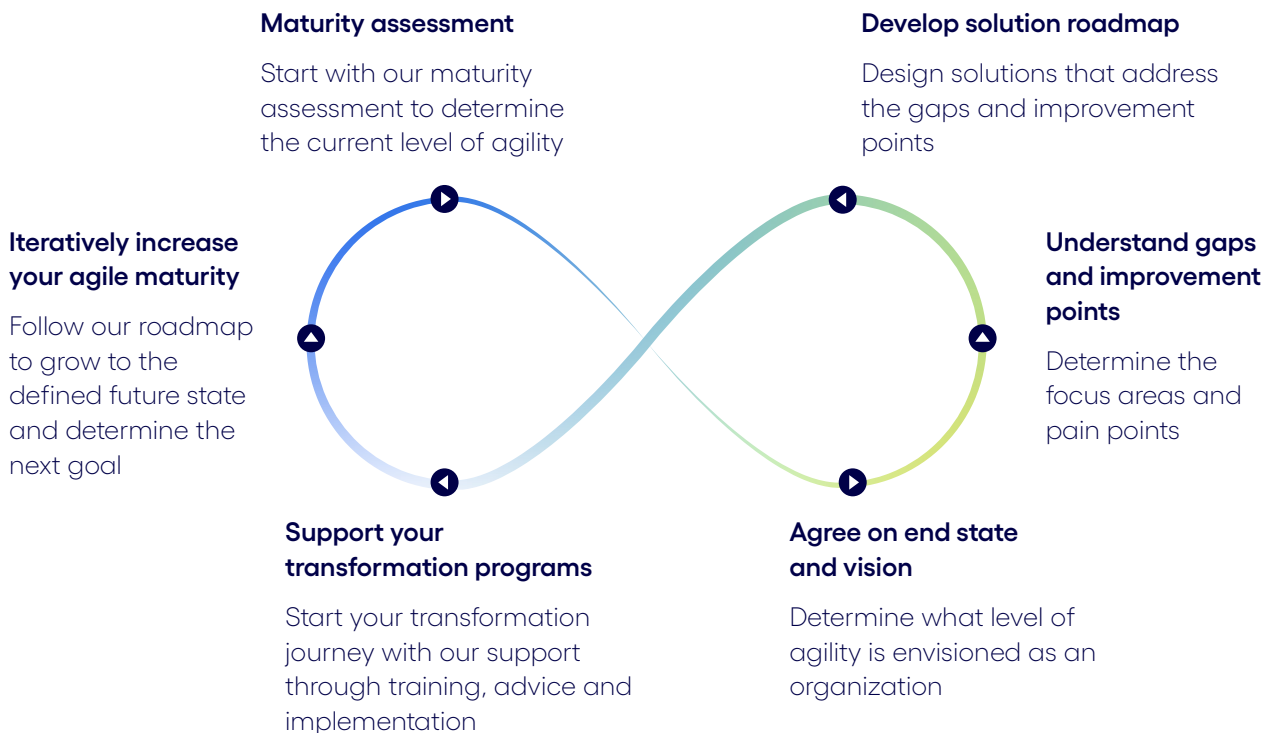 Maturity assessment
Start with our maturity
assessment to determine
the current level of agility
Develop solution roadmap
Design solutions that address
the gaps and improvement
points
Iteratively increase
your agile maturity
Follow our roadmap
to grow to the
defined future state
and determine the
next goal
Understand gaps
and improvement
points
Determine the
focus areas and
pain points
Support your
transformation programs
Start your transformation
journey with our support
through training, advice and
implementation
Agree on end state
and vision
Determine what level of
agility is envisioned as an
organization